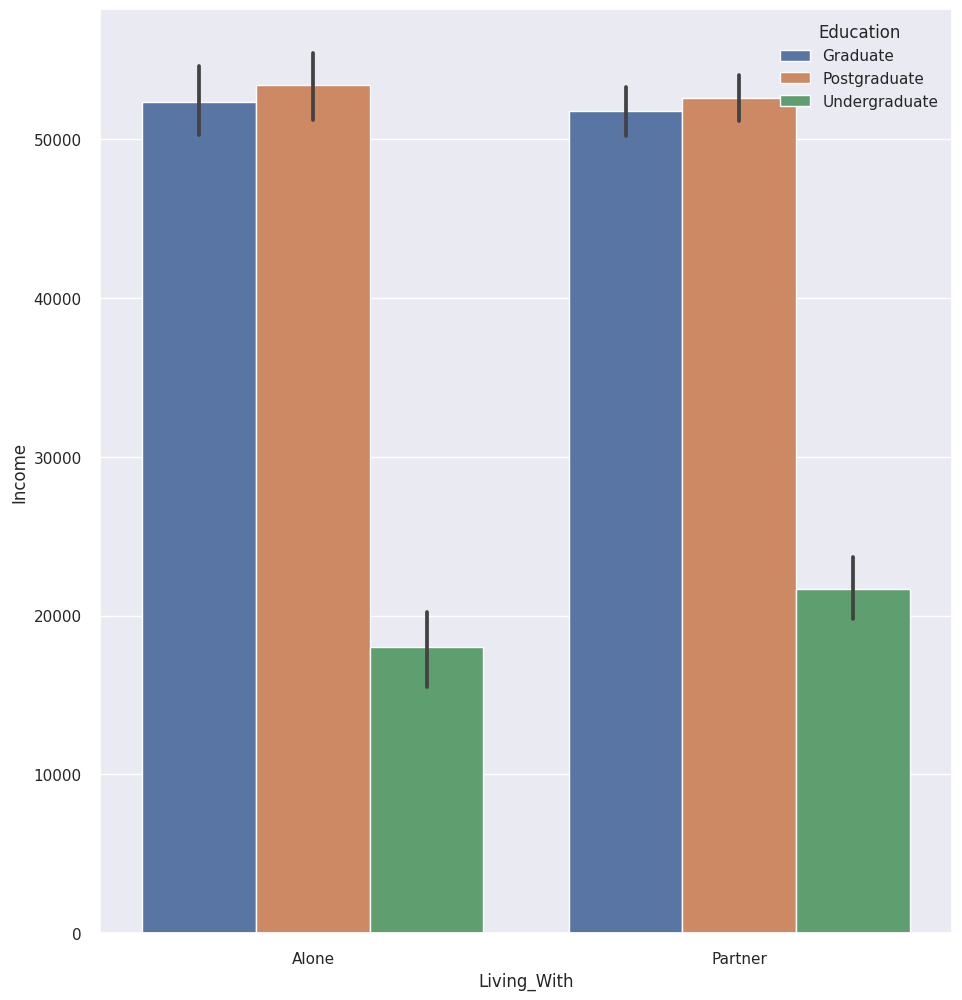 Education
Graduate
Postgraduate
Undergraduate
50000
40000
30000
20000
10000
0
Income
Alone
Partner
Living_With